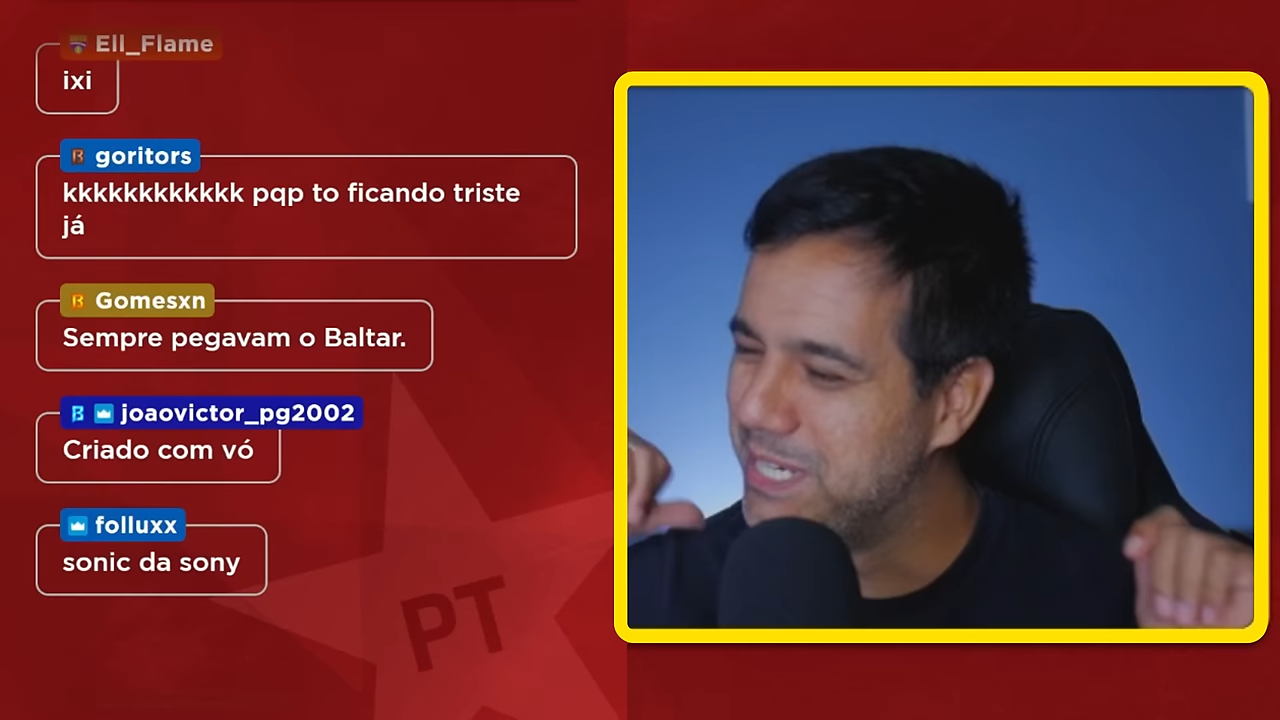 Ell_Flame
ixi
goritors
kkkkkkkkkkkk pqp to ficando triste
já
Gomesxn
Sempre pegavam o Baltar.
joaovictor_pg2002
Criado com vó
folluxx
sonic da sony
PT